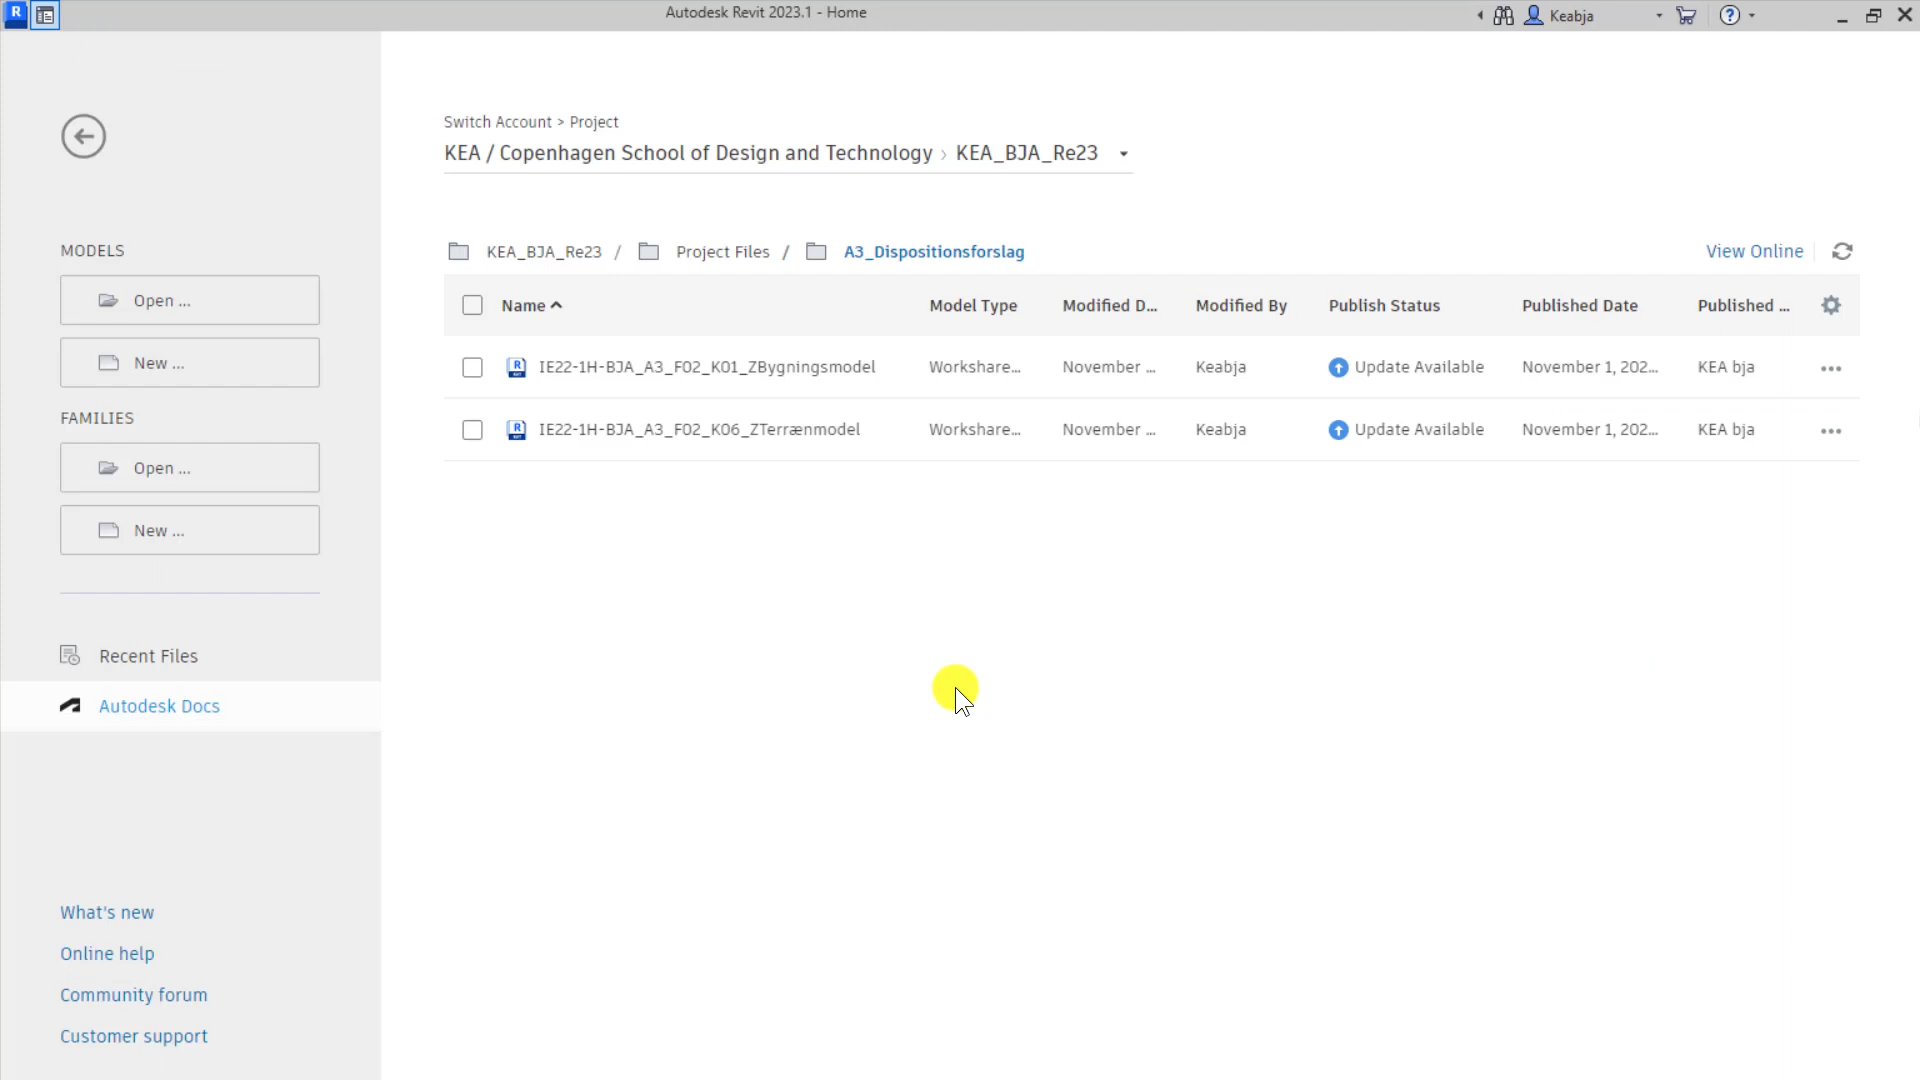 R Autodesk Revit 2023.1 - Home Keabja ?
Switch Account > Project
KEA / Copenhagen School of Design and Technology › KEA_BJA_Re23
MODELS
Open ...
New ...
FAMILIES
Open ...
New ...
Recent Files
Autodesk Docs
What's new
Online help
Community forum
Customer support
KEA_BJA_Re23 / Project Files / A3_Dispositionsforslag View Online
Name Model Type Modified D... Modified By Publish Status Published Date Published ...
IE22-1H-BJA_A3_F02_K01_ZBygningsmodel Workshare... November ... Keabja Update Available November 1, 202... KEA bja ...
IE22-1H-BJA_A3_F02_K06_ZTerrænmodel Workshare... November ... Keabja Update Available November 1, 202... KEA bja ...